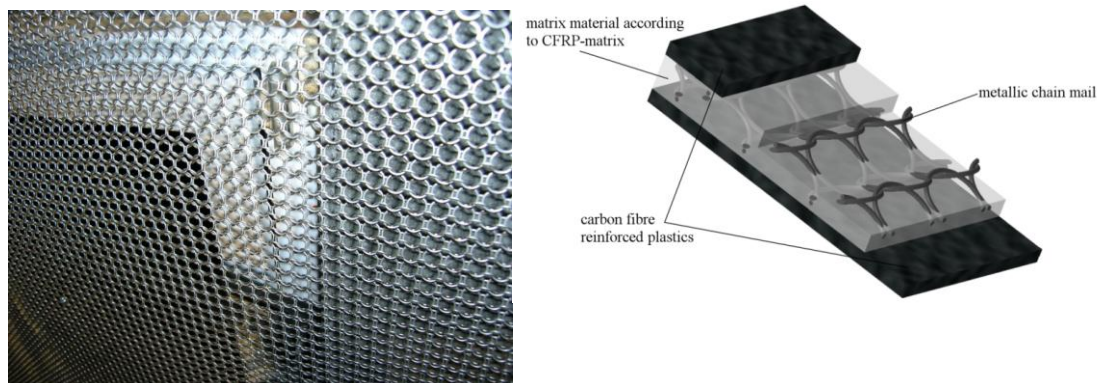 matrix material according
to CFRP-matrix
metallic chain mail
carbon fibre
reinforced plastics